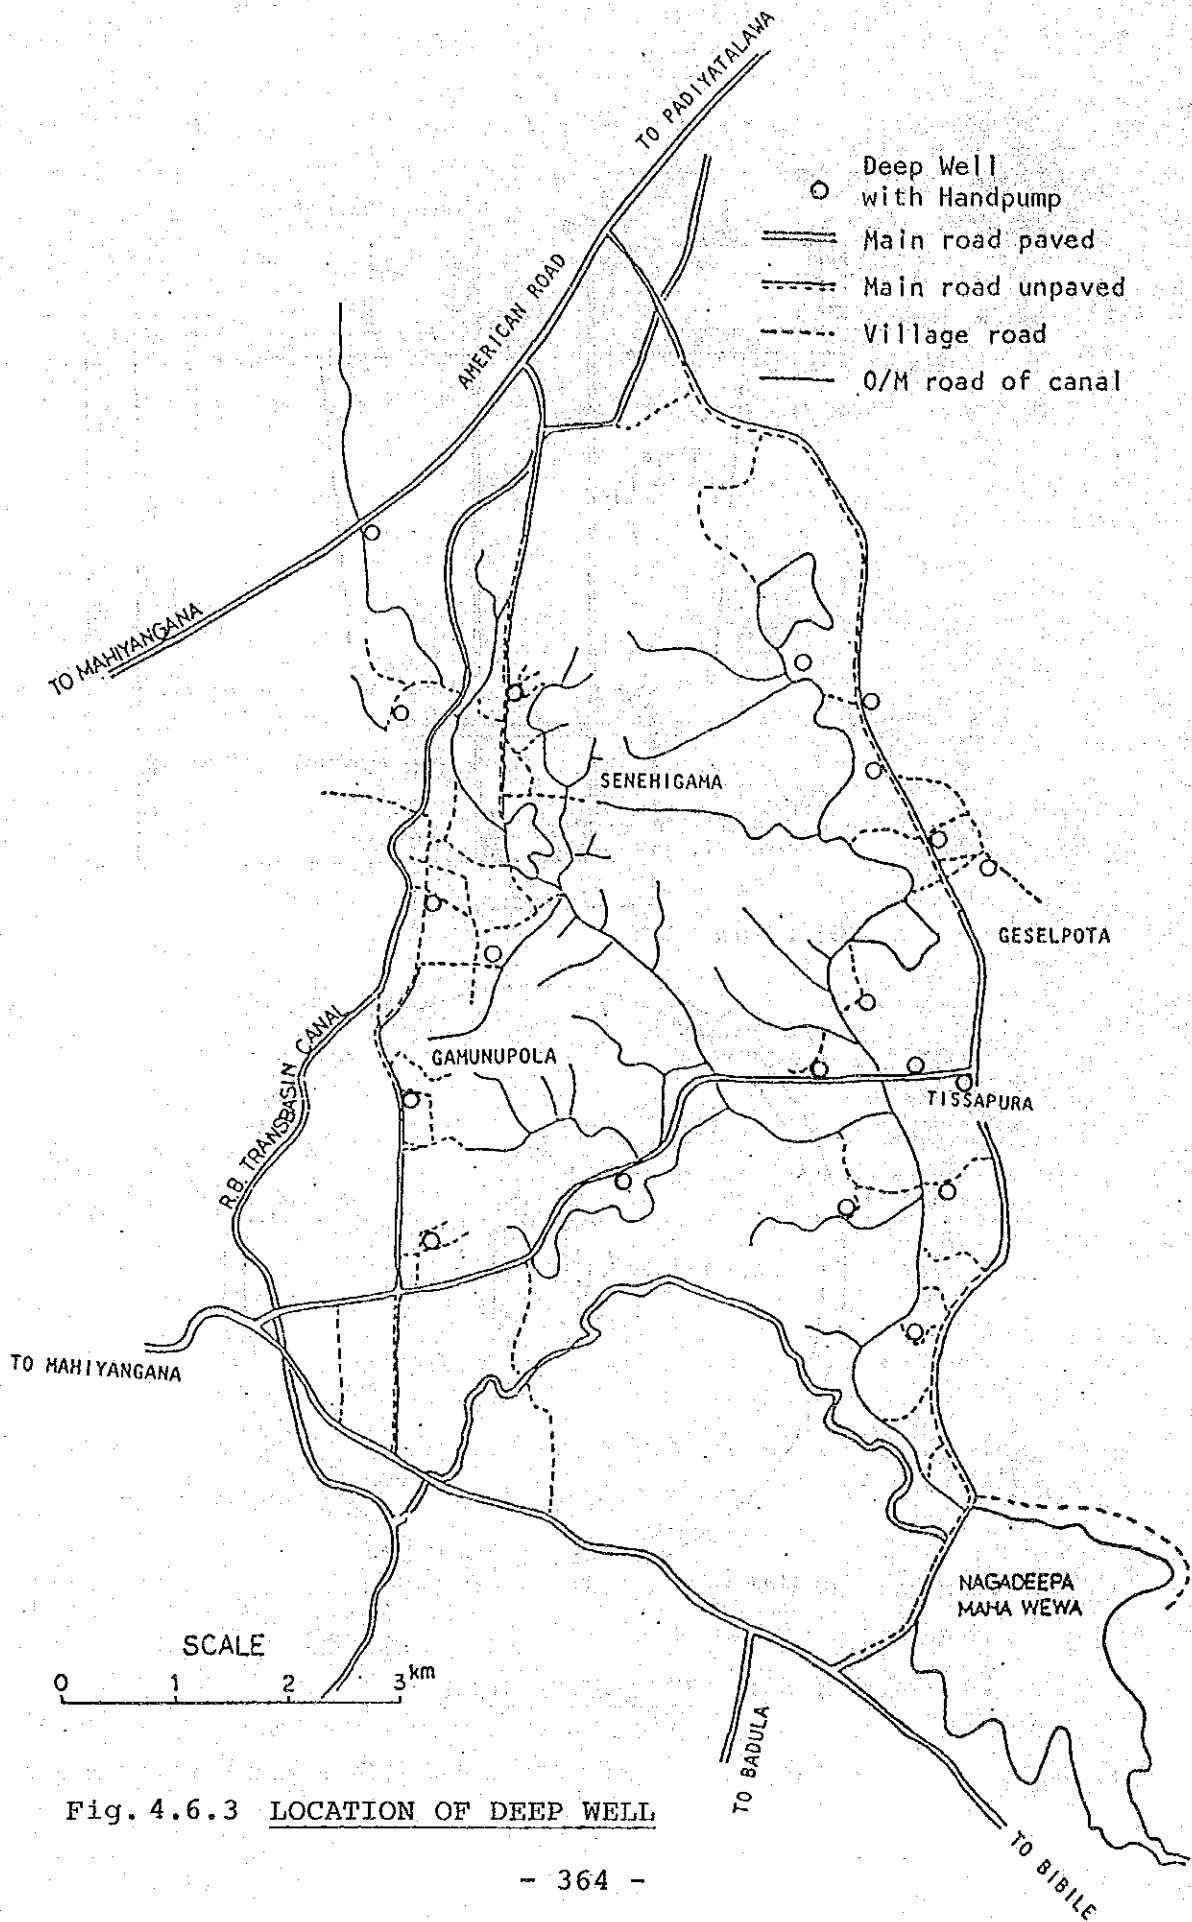 TO PADIYATALAWA
Deep Well
with Handpump
Main road paved
Main road unpaved
Village road
O/M road of canal
AMERICAN ROAD
TO MAHIYANGANA
SENEHIGAMA
GESELPOTA
R.B. TRANSBASIN CANAL
GAMUNUPOLA
TISSAPURA
TO MAHIYANGANA
NAGADEEPA
MAHA WEWA
SCALE
0 1 2 3 km
TO BADULA
TO BIBILE
Fig. 4.6.3 LOCATION OF DEEP WELL
- 364 -